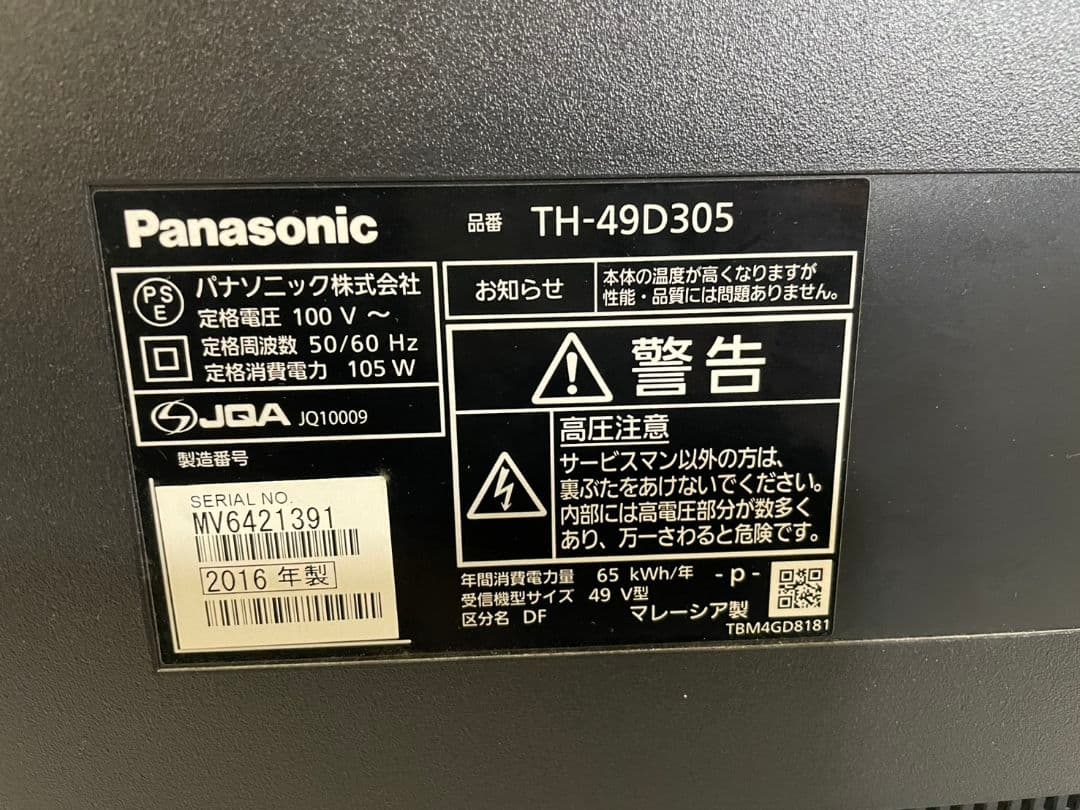 Panasonic
品番 TH-49D305
PSE
パナソニック株式会社
定格電圧 100 V ～
定格周波数 50/60 Hz
定格消費電力 105 W
JQA JQ10009
製造番号
SERIAL NO.
MV6421391
2016 年製
お知らせ
本体の温度が高くなりますが
性能・品質には問題ありません。
警告
高圧注意
サービスマン以外の方は、
裏ぶたをあけないでください。
内部には高電圧部分が数多く
あり、万一さわると危険です。
年間消費電力量 65 kWh/年 -p-
受信機型サイズ 49 V型
区分名 DF マレーシア製
TBM4GD8181